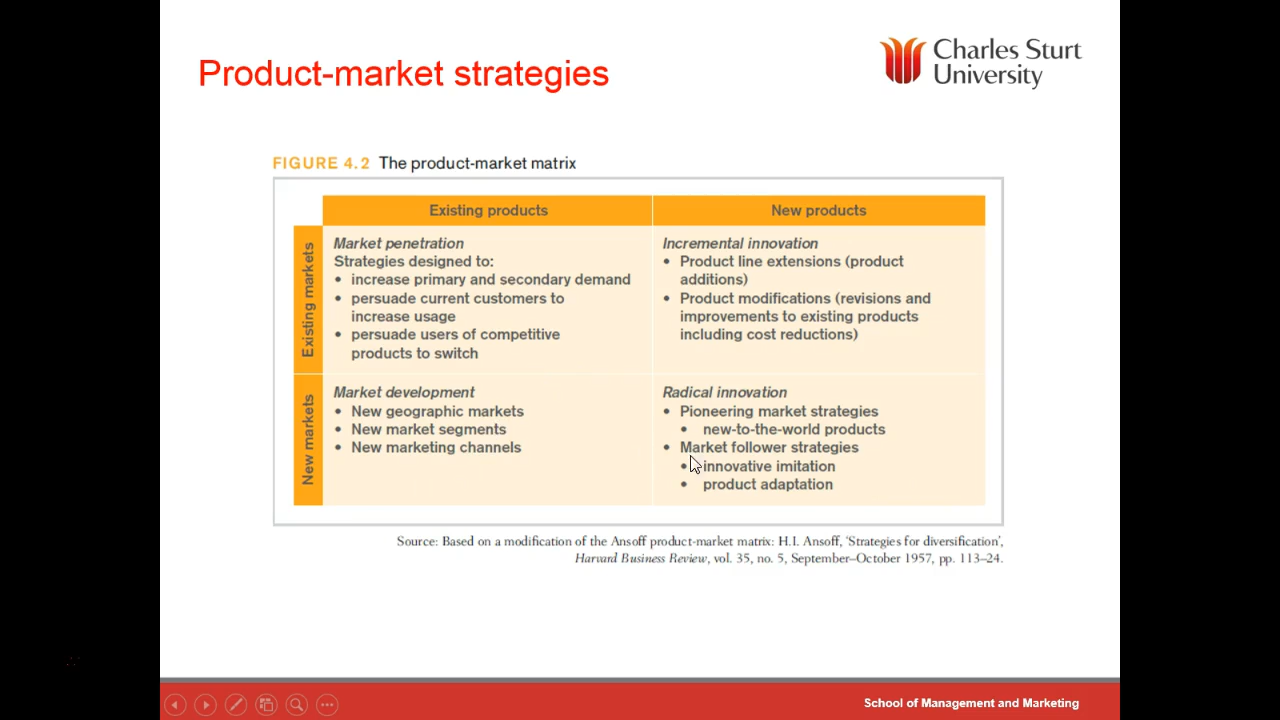 Product-market strategies
Charles Sturt
University
FIGURE 4.2 The product-market matrix
Existing products
New products
Existing markets
Market penetration
Strategies designed to:
• increase primary and secondary demand
• persuade current customers to
increase usage
• persuade users of competitive
products to switch
Incremental innovation
• Product line extensions (product
additions)
• Product modifications (revisions and
improvements to existing products
including cost reductions)
New markets
Market development
• New geographic markets
• New market segments
• New marketing channels
Radical innovation
• Pioneering market strategies
• new-to-the-world products
• Market follower strategies
• innovative imitation
• product adaptation
Source: Based on a modification of the Ansoff product-market matrix: H.I. Ansoff, ‘Strategies for diversification’,
Harvard Business Review, vol. 35, no. 5, September–October 1957, pp. 113–24.
School of Management and Marketing